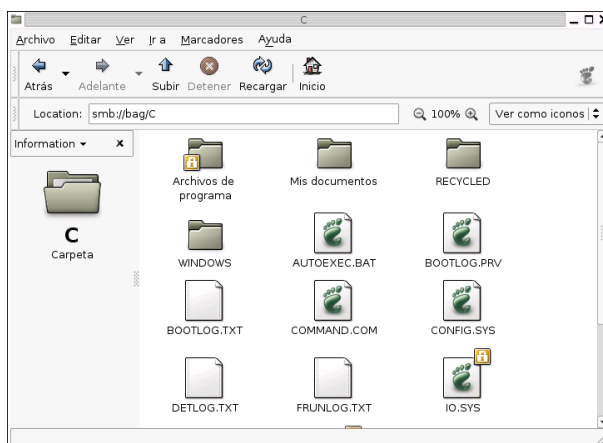 C
Archivo Editar Ver Ir a Marcadores Ayuda
Atrás Adelante Subir Detener Recargar Inicio
Location: smb://bag/C 100% Ver como iconos
Information
C
Carpeta
Archivos de
programa
Mis documentos
RECYCLED
WINDOWS
AUTOEXEC.BAT
BOOTLOG.PRV
BOOTLOG.TXT
COMMAND.COM
CONFIG.SYS
DETLOG.TXT
FRUNLOG.TXT
IO.SYS